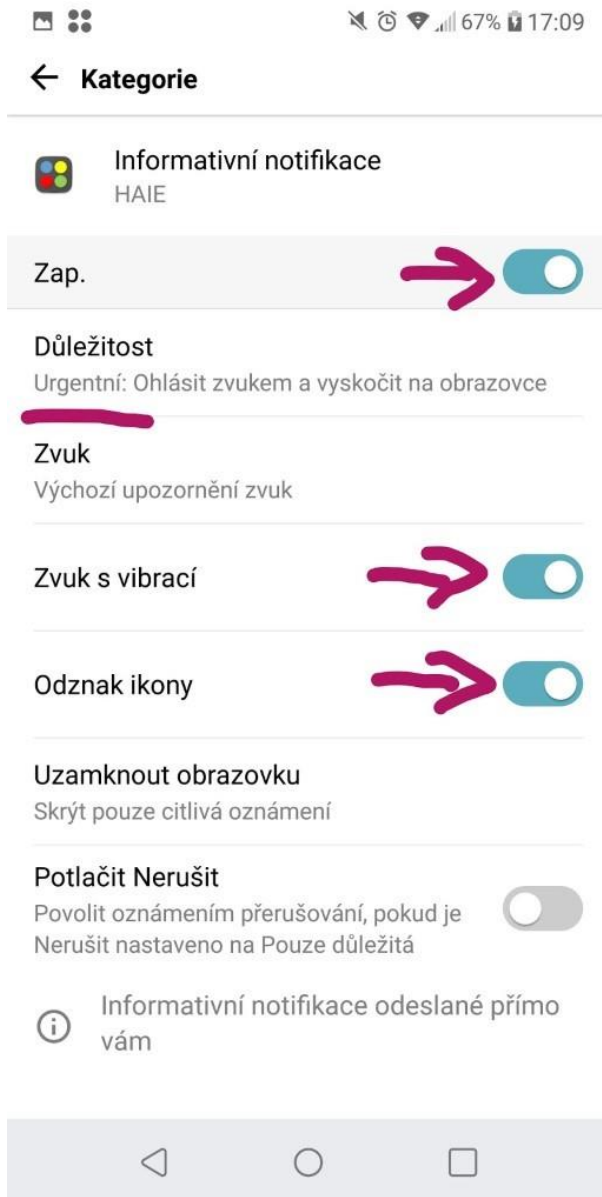 67% 17:09
Kategorie
Informativní notifikace
HAIE
Zap.
Důležitost
Urgentní: Ohlásit zvukem a vyskočit na obrazovce
Zvuk
Výchozí upozornění zvuk
Zvuk s vibrací
Odznak ikony
Uzamknout obrazovku
Skrýt pouze citlivá oznámení
Potlačit Nerušit
Povolit oznámením přerušování, pokud je
Nerušit nastaveno na Pouze důležitá
Informativní notifikace odeslané přímo
vám